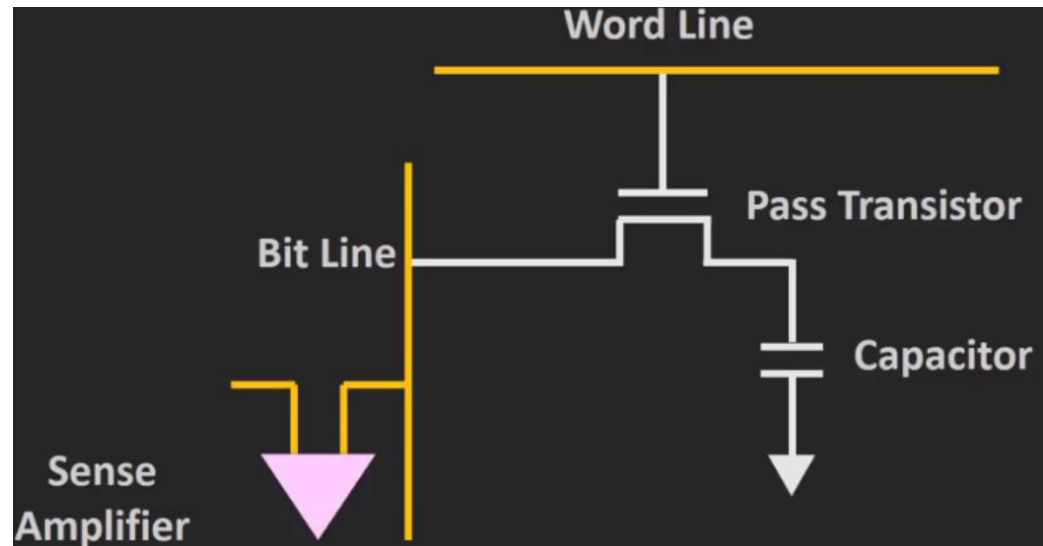 Word Line
Pass Transistor
Bit Line
Capacitor
Sense
Amplifier